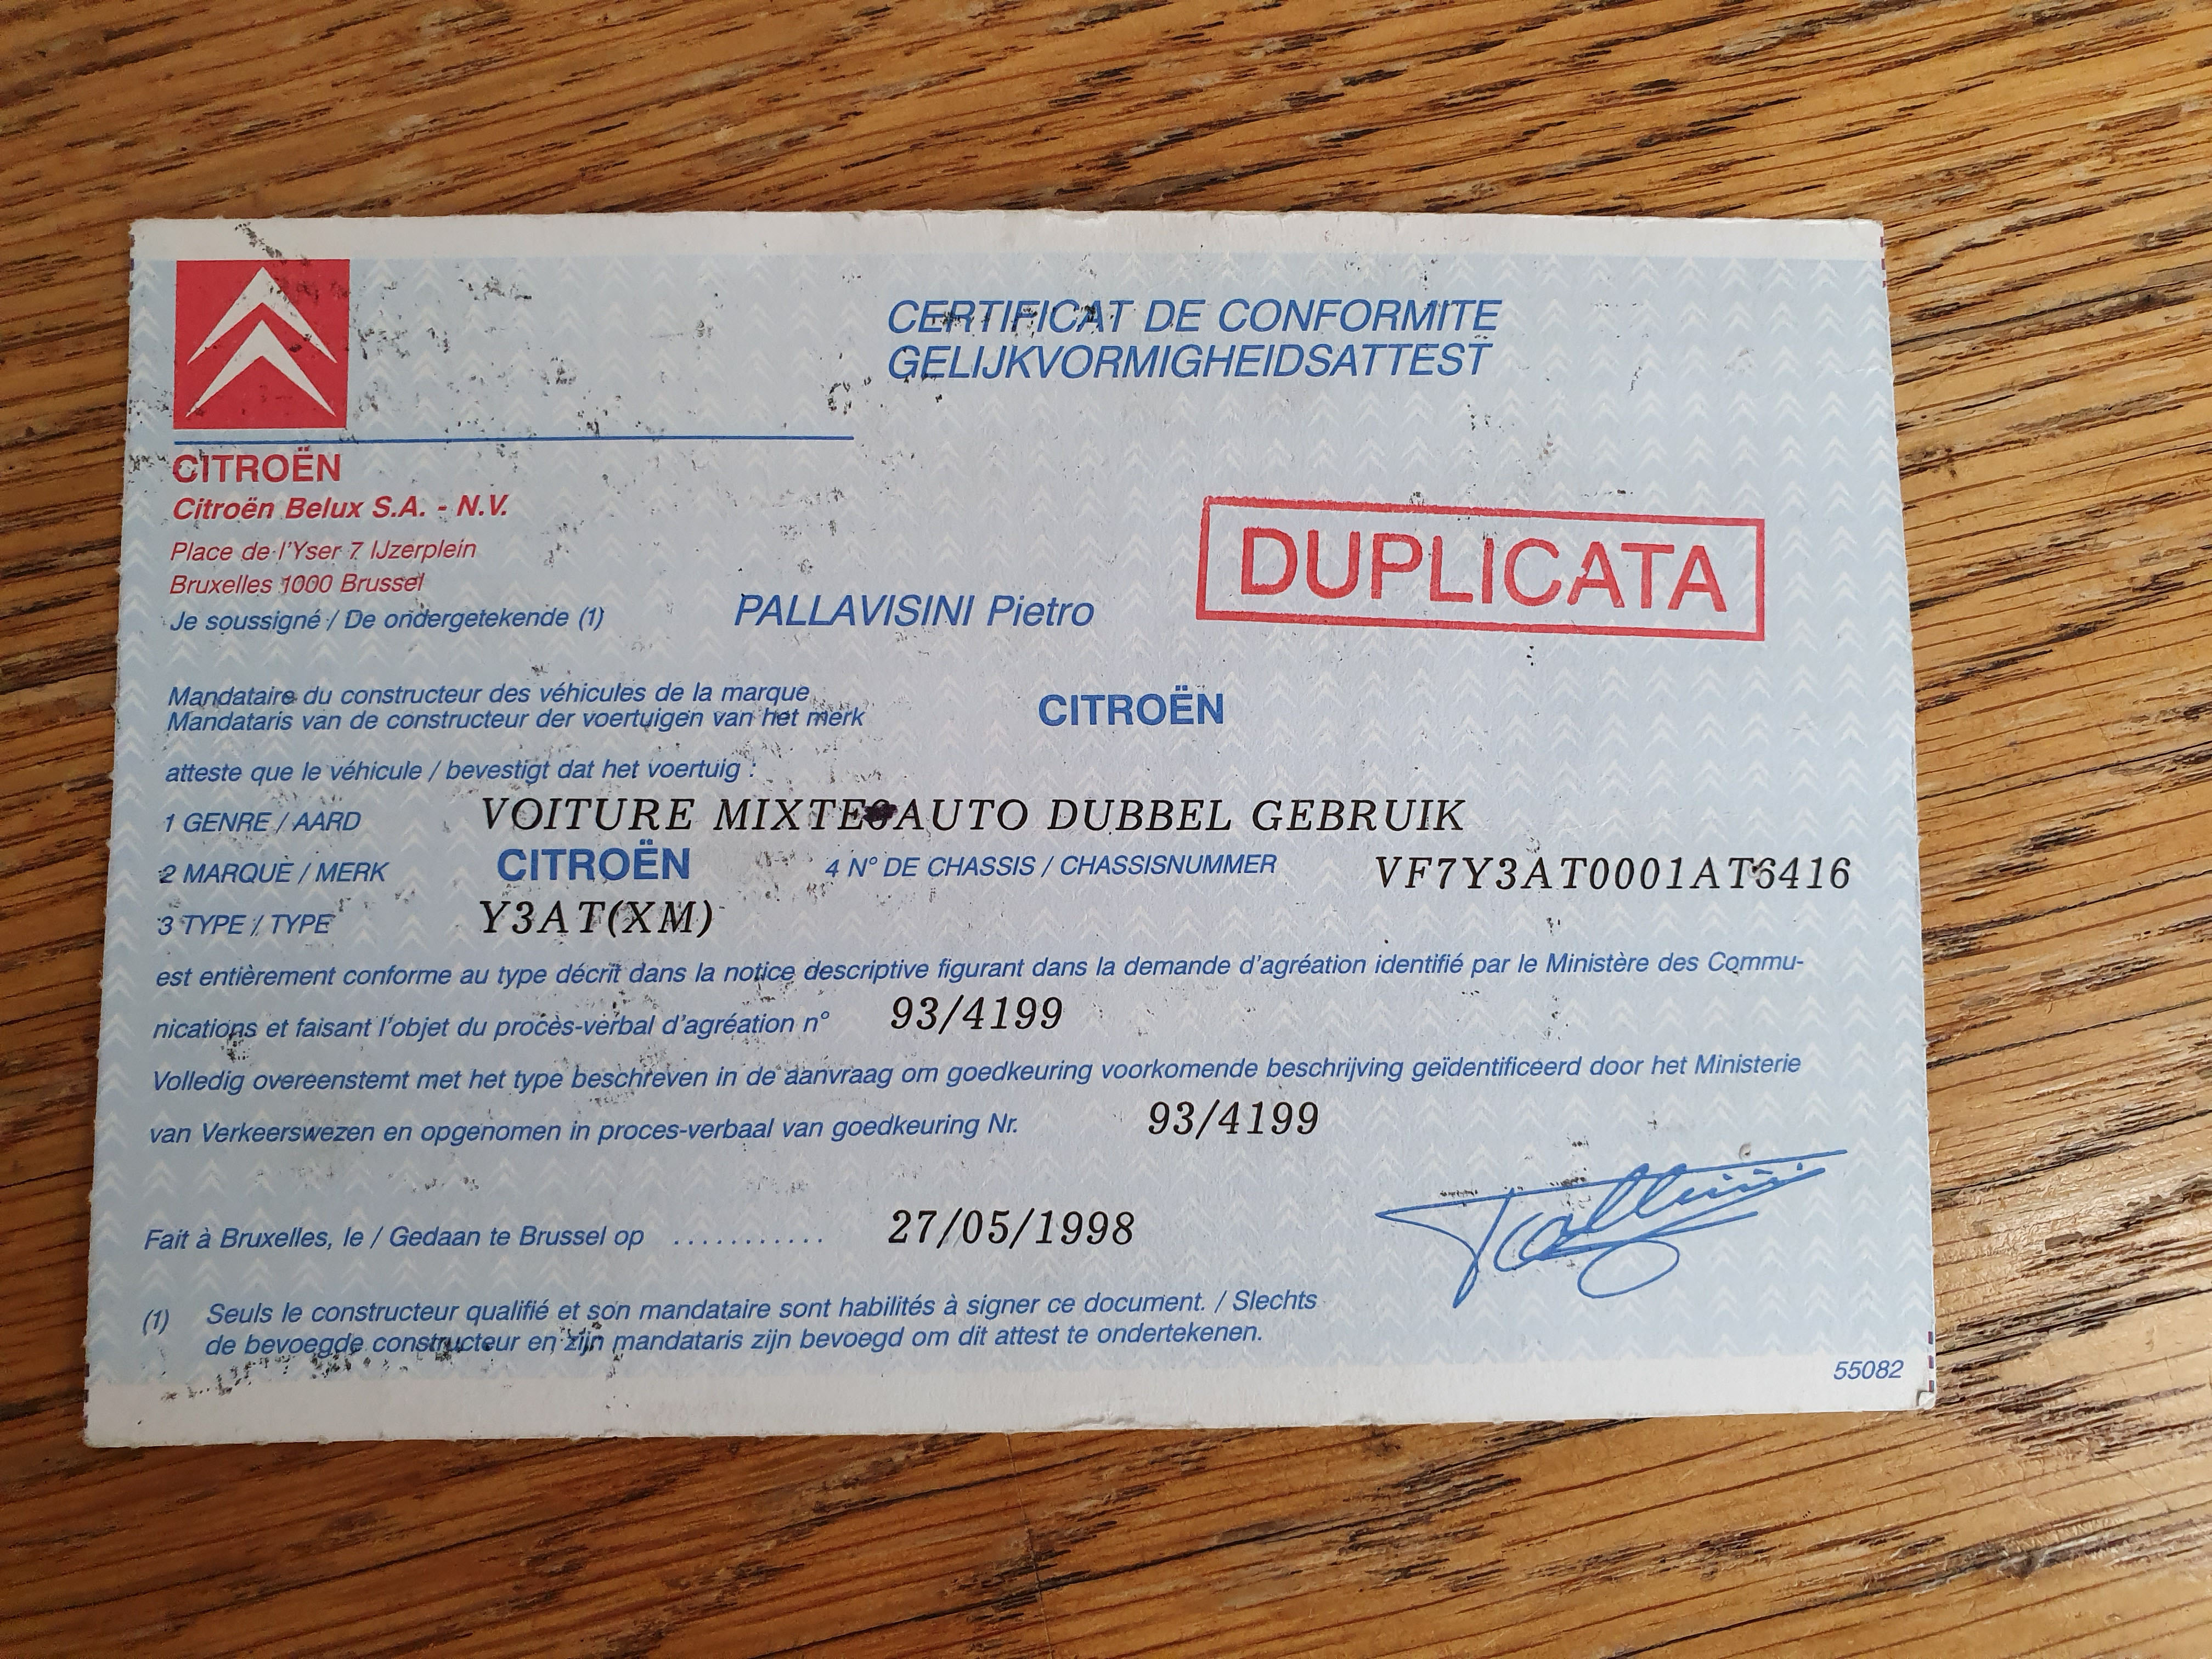 CERTIFICAT DE CONFORMITE
GELIJKVORMIGHEIDSATTEST
CITROËN
Citroën Belux S.A. - N.V.
Place de l'Yser 7 IJzerplein
Bruxelles 1000 Brussel
DUPLICATA
Je soussigné / De ondergetekende (1) PALLAVISINI Pietro
Mandataire du constructeur des véhicules de la marque
Mandataris van de constructeur der voertuigen van het merk CITROËN
atteste que le véhicule / bevestigt dat het voertuig :
1 GENRE / AARD VOITURE MIXTE AUTO DUBBEL GEBRUIK
2 MARQUE / MERK CITROËN 4 N° DE CHASSIS / CHASSISNUMMER VF7Y3AT0001AT6416
3 TYPE / TYPE Y3AT(XM)
est entièrement conforme au type décrit dans la notice descriptive figurant dans la demande d'agréation identifié par le Ministère des Commu-
nications et faisant l'objet du procès-verbal d'agréation n° 93/4199
Volledig overeenstemt met het type beschreven in de aanvraag om goedkeuring voorkomende beschrijving geïdentificeerd door het Ministerie
van Verkeerswezen en opgenomen in proces-verbaal van goedkeuring Nr. 93/4199
Fait à Bruxelles, le / Gedaan te Brussel op ........... 27/05/1998
(1) Seuls le constructeur qualifié et son mandataire sont habilités à signer ce document. / Slechts
de bevoegde constructeur en zijn mandataris zijn bevoegd om dit attest te ondertekenen.
55082